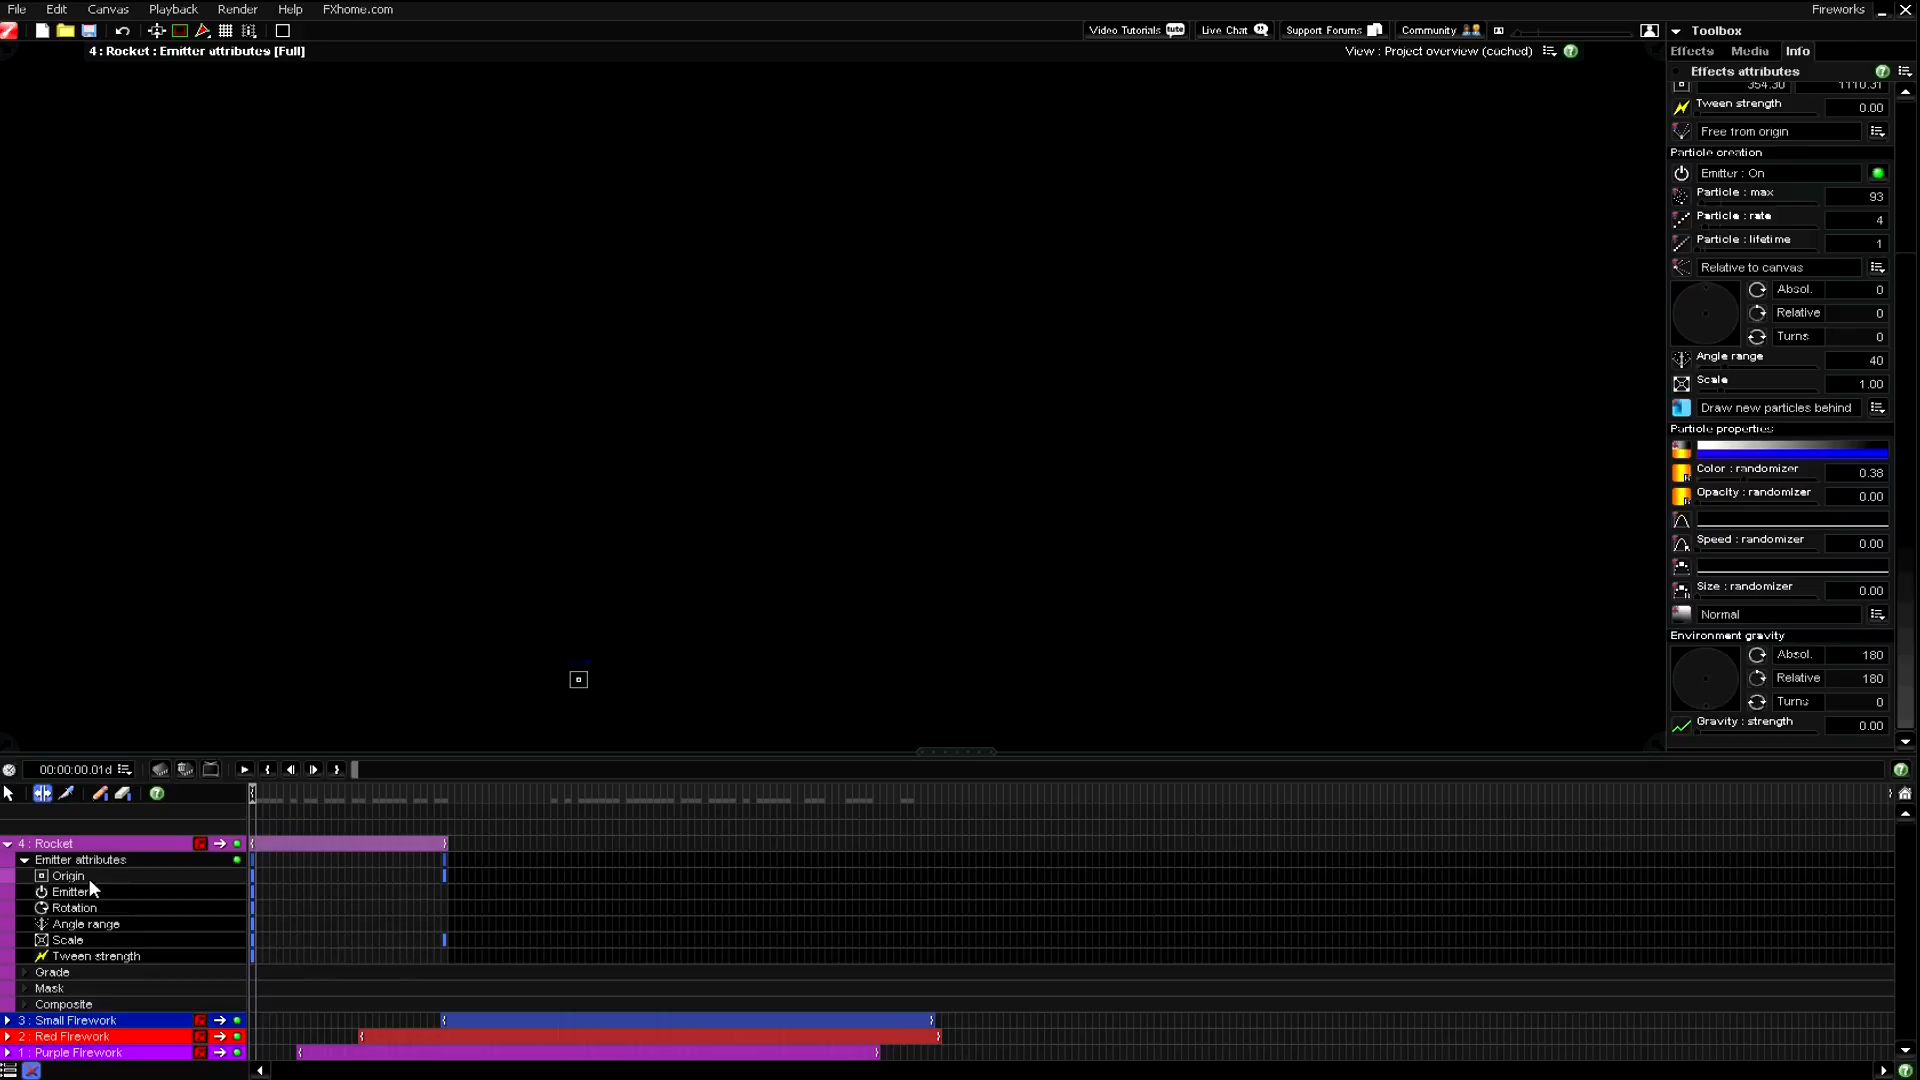 File Edit Canvas Playback Render Help FXhome.com Fireworks
Video Tutorials tute Live Chat Support Forums Community Toolbox
4 : Rocket : Emitter attributes [Full] View : Project overview (cached) Effects Media Info
Effects attributes
354.30 1110.31
Tween strength 0.00
Free from origin
Particle creation
Emitter : On
Particle : max 93
Particle : rate 4
Particle : lifetime 1
Relative to canvas
Absol. 0
Relative 0
Turns 0
Angle range 40
Scale 1.00
Draw new particles behind
Particle properties
Color : randomizer 0.38
Opacity : randomizer 0.00
Speed : randomizer 0.00
Size : randomizer 0.00
Normal
Environment gravity
Absol. 180
Relative 180
Turns 0
Gravity : strength 0.00
00:00:00.01d
4 : Rocket
Emitter attributes
Origin
Emitter
Rotation
Angle range
Scale
Tween strength
Grade
Mask
Composite
3 : Small Firework
2 : Red Firework
1 : Purple Firework